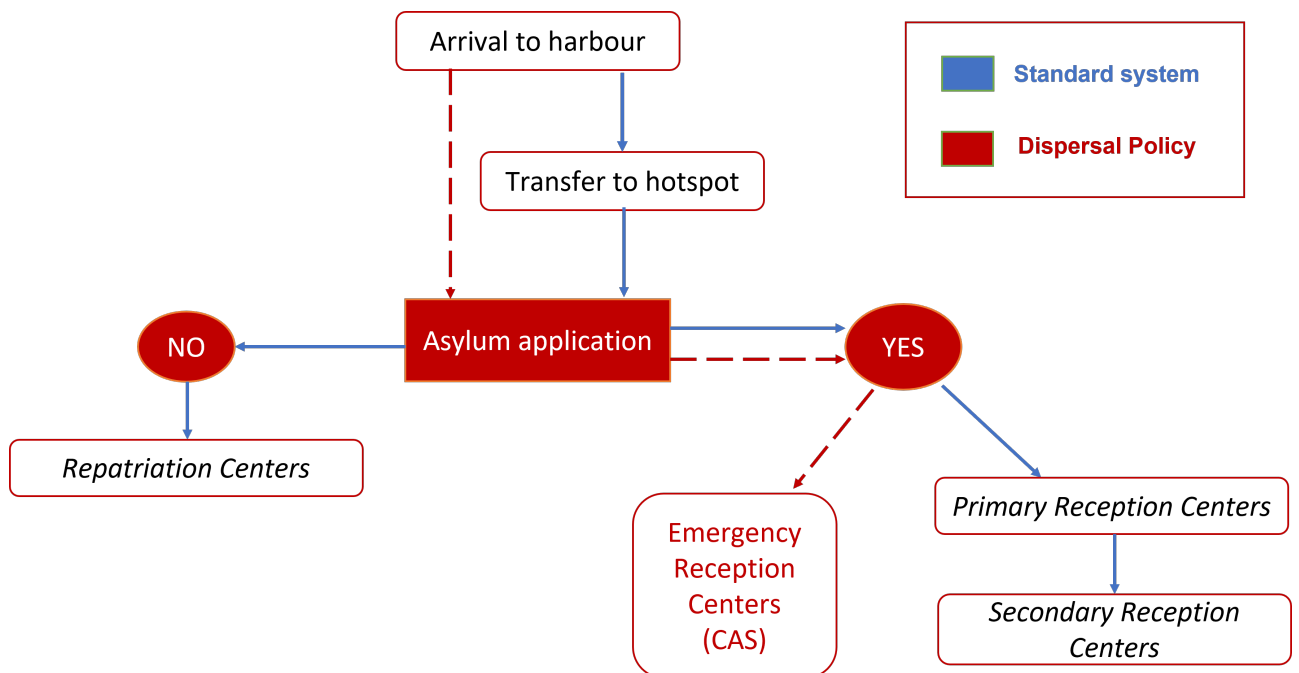 Arrival to harbour
Standard system
Dispersal Policy
Transfer to hotspot
Asylum application
NO
YES
Repatriation Centers
Emergency
Reception
Centers
(CAS)
Primary Reception Centers
Secondary Reception
Centers